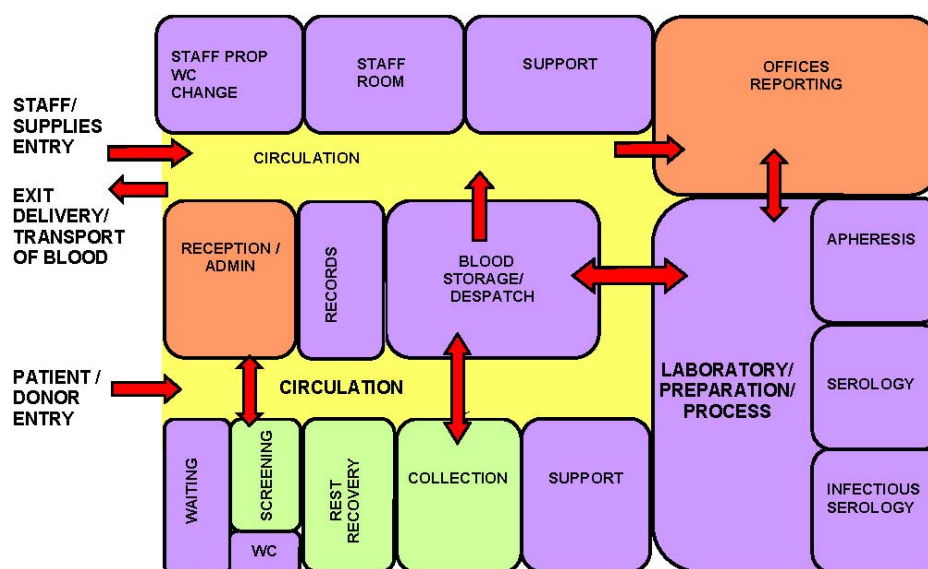 STAFF PROP
WC
CHANGE
STAFF
ROOM
SUPPORT
OFFICES
REPORTING
STAFF/
SUPPLIES
ENTRY
CIRCULATION
EXIT
DELIVERY/
TRANSPORT
OF BLOOD
RECEPTION /
ADMIN
RECORDS
BLOOD
STORAGE/
DESPATCH
APHERESIS
PATIENT /
DONOR
ENTRY
CIRCULATION
LABORATORY/
PREPARATION/
PROCESS
SEROLOGY
WAITING
SCREENING
WC
REST
RECOVERY
COLLECTION
SUPPORT
INFECTIOUS
SEROLOGY